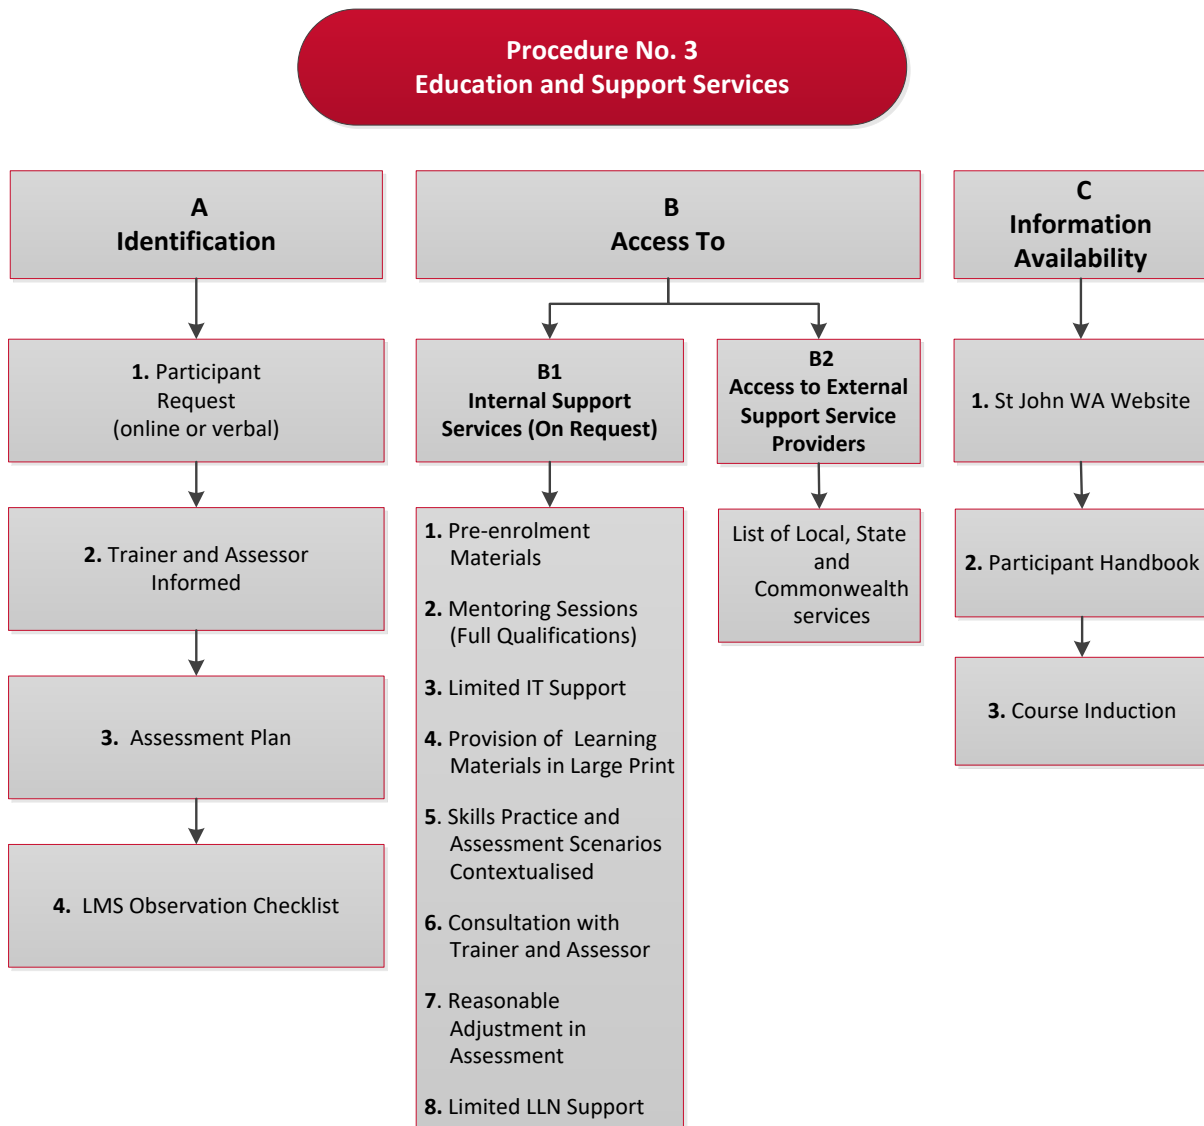 Procedure No. 3
Education and Support Services
A
Identification
1. Participant
Request
(online or verbal)
2. Trainer and Assessor
Informed
3. Assessment Plan
4. LMS Observation Checklist
B
Access To
B1
Internal Support
Services (On Request)
1. Pre-enrolment
Materials
2. Mentoring Sessions
(Full Qualifications)
3. Limited IT Support
4. Provision of Learning
Materials in Large Print
5. Skills Practice and
Assessment Scenarios
Contextualised
6. Consultation with
Trainer and Assessor
7. Reasonable
Adjustment in
Assessment
8. Limited LLN Support
B2
Access to External
Support Service
Providers
List of Local, State
and
Commonwealth
services
C
Information
Availability
1. St John WA Website
2. Participant Handbook
3. Course Induction